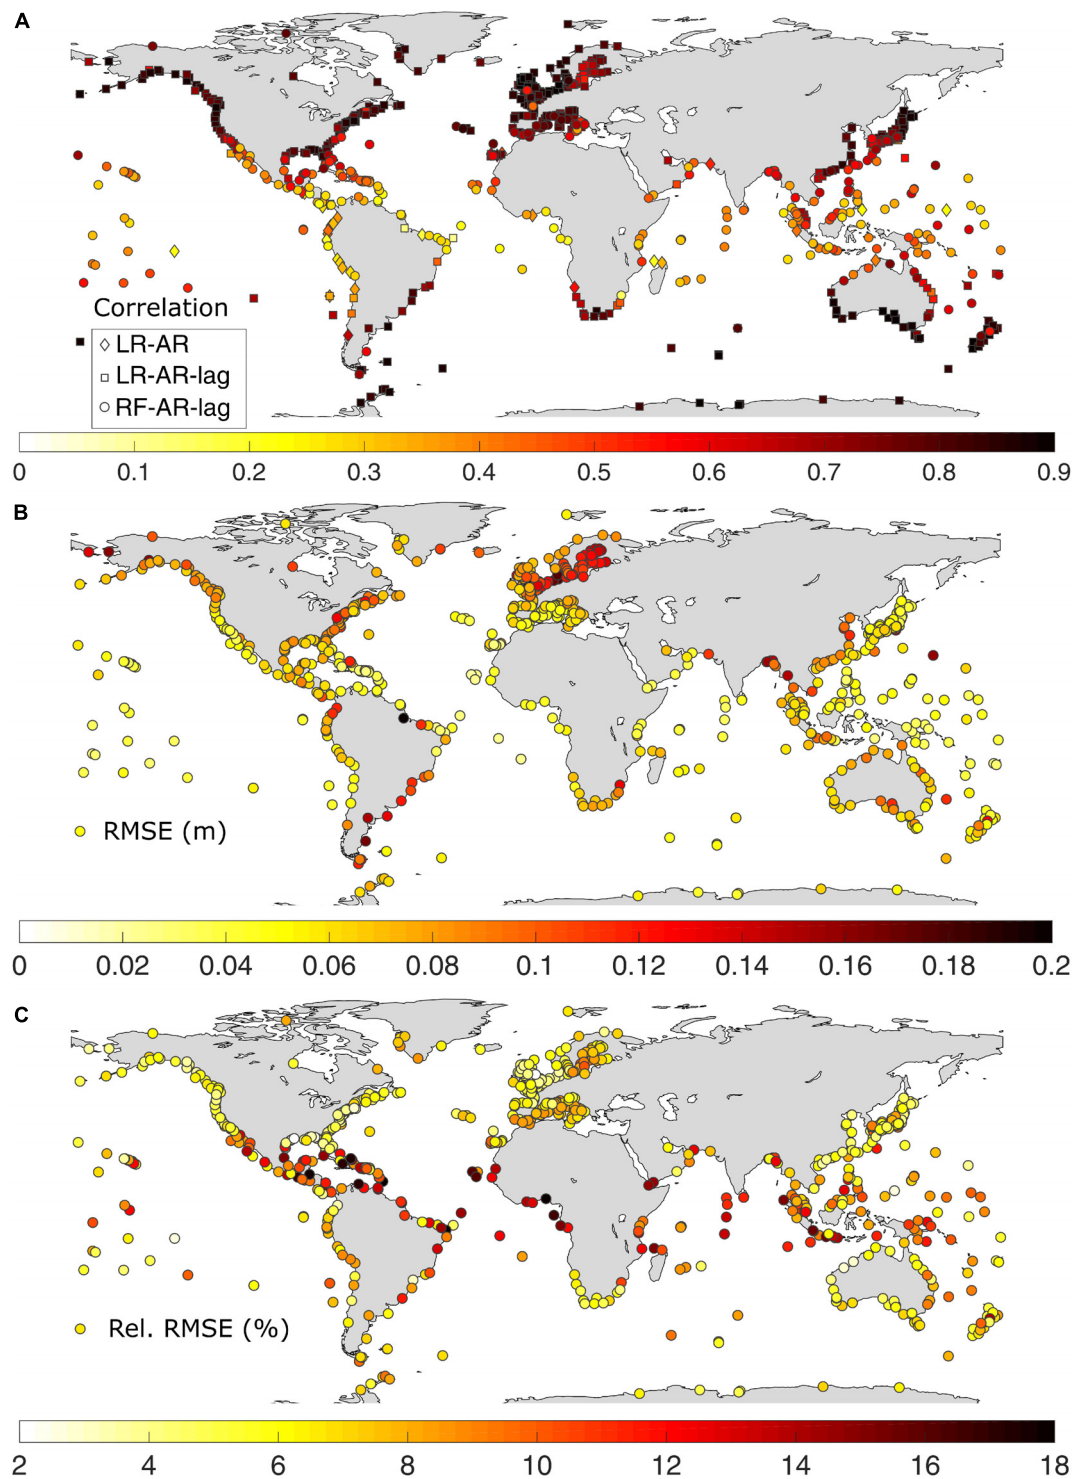 A
Correlation
LR-AR
LR-AR-lag
RF-AR-lag
0 0.1 0.2 0.3 0.4 0.5 0.6 0.7 0.8 0.9
B
RMSE (m)
0 0.02 0.04 0.06 0.08 0.1 0.12 0.14 0.16 0.18 0.2
C
Rel. RMSE (%)
2 4 6 8 10 12 14 16 18